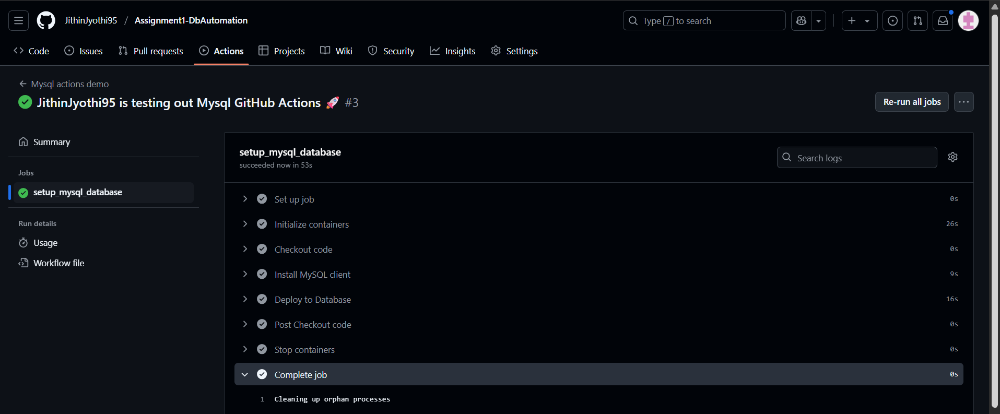 JithinJyothi95 / Assignment1-DbAutomation
Type / to search
Code Issues Pull requests Actions Projects Wiki Security Insights Settings
← Mysql actions demo
JithinJyothi95 is testing out Mysql GitHub Actions 🚀 #3
Re-run all jobs
Summary
Jobs
setup_mysql_database
Run details
Usage
Workflow file
setup_mysql_database
succeeded now in 53s
Search logs
Set up job 0s
Initialize containers 26s
Checkout code 0s
Install MySQL client 9s
Deploy to Database 16s
Post Checkout code 0s
Stop containers 0s
Complete job 0s
1 Cleaning up orphan processes